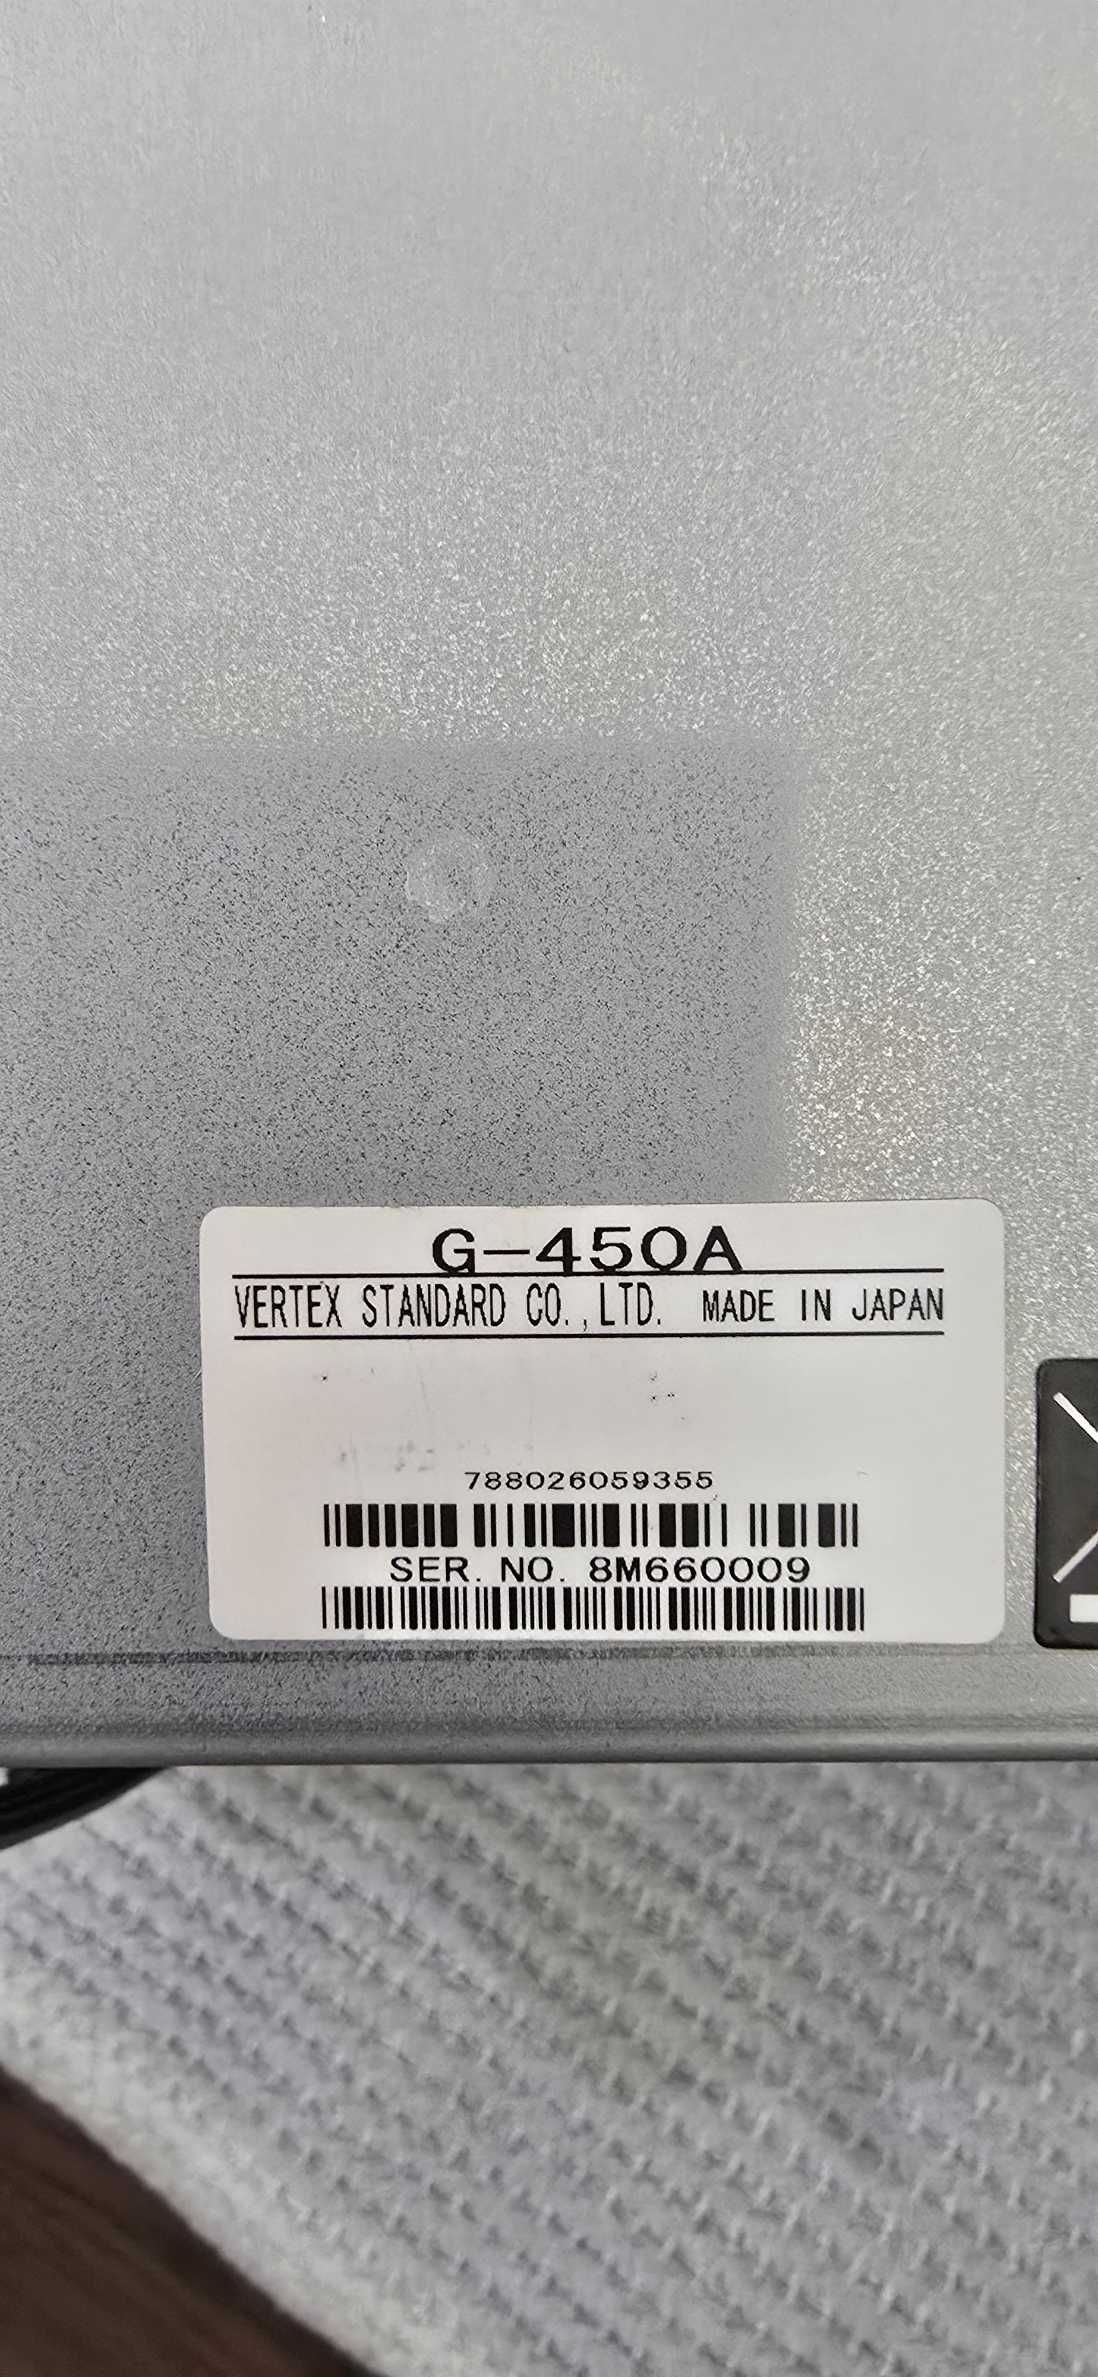 G-450A
VERTEX STANDARD CO.,LTD. MADE IN JAPAN
788026059355
SER. NO. 8M660009